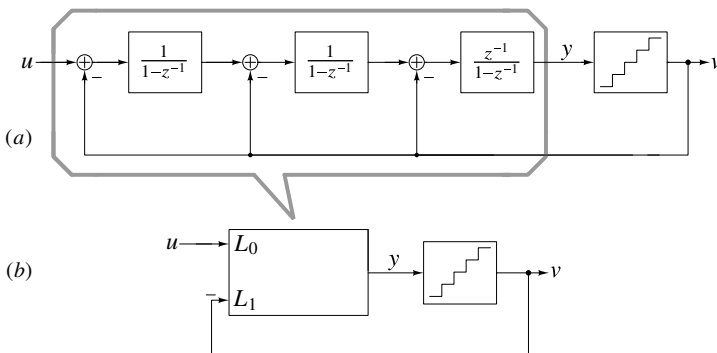 u − 1 1−z⁻¹ − 1 1−z⁻¹ − z⁻¹ 1−z⁻¹ y v
(a)
u L₀ y v
(b)
− L₁